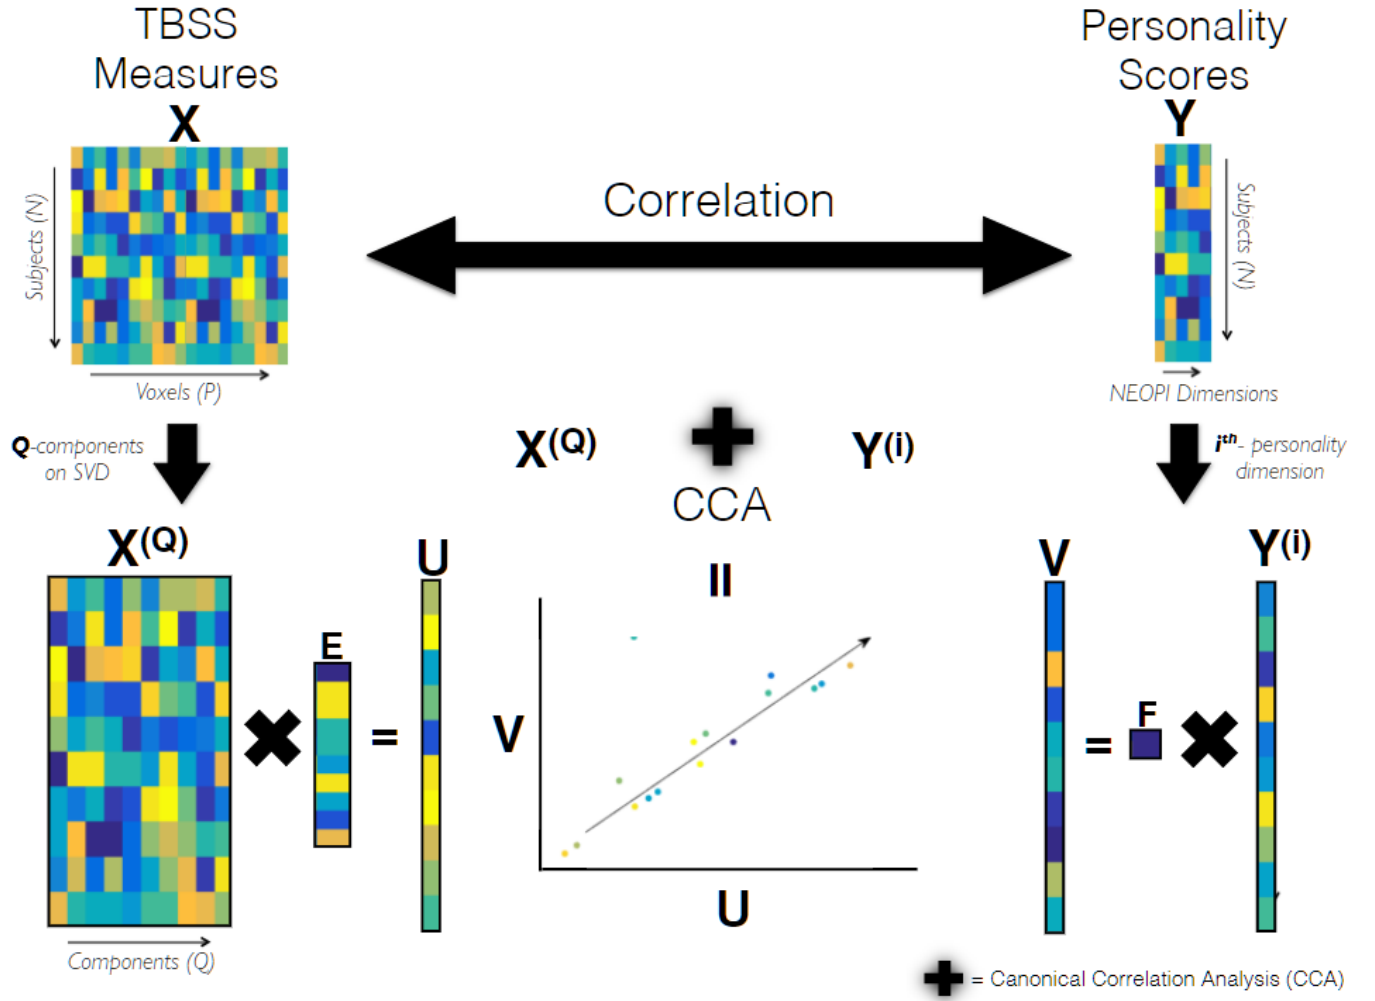 TBSS
Measures
X
Personality
Scores
Y
Correlation
Subjects (N)
Subjects (N)
Voxels (P)
NEOPI Dimensions
Q-components
on SVD
X(Q)
Y(i)
CCA
ith- personality
dimension
X(Q)
U
=
V
Y(i)
E
=
V
U
=
F
Components (Q)
= Canonical Correlation Analysis (CCA)